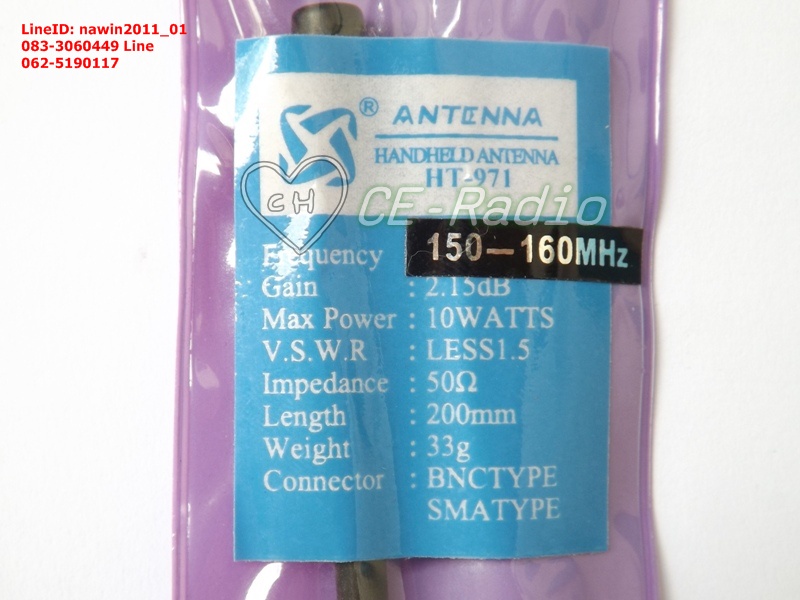 LineID: nawin2011_01
083-3060449 Line
062-5190117
® ANTENNA
HANDHELD ANTENNA
HT-971
CH CE-Radio
Frequency 150-160MHz
Gain : 2.15dB
Max Power : 10WATTS
V.S.W.R : LESS1.5
Impedance : 50Ω
Length : 200mm
Weight : 33g
Connector : BNCTYPE
SMATYPE